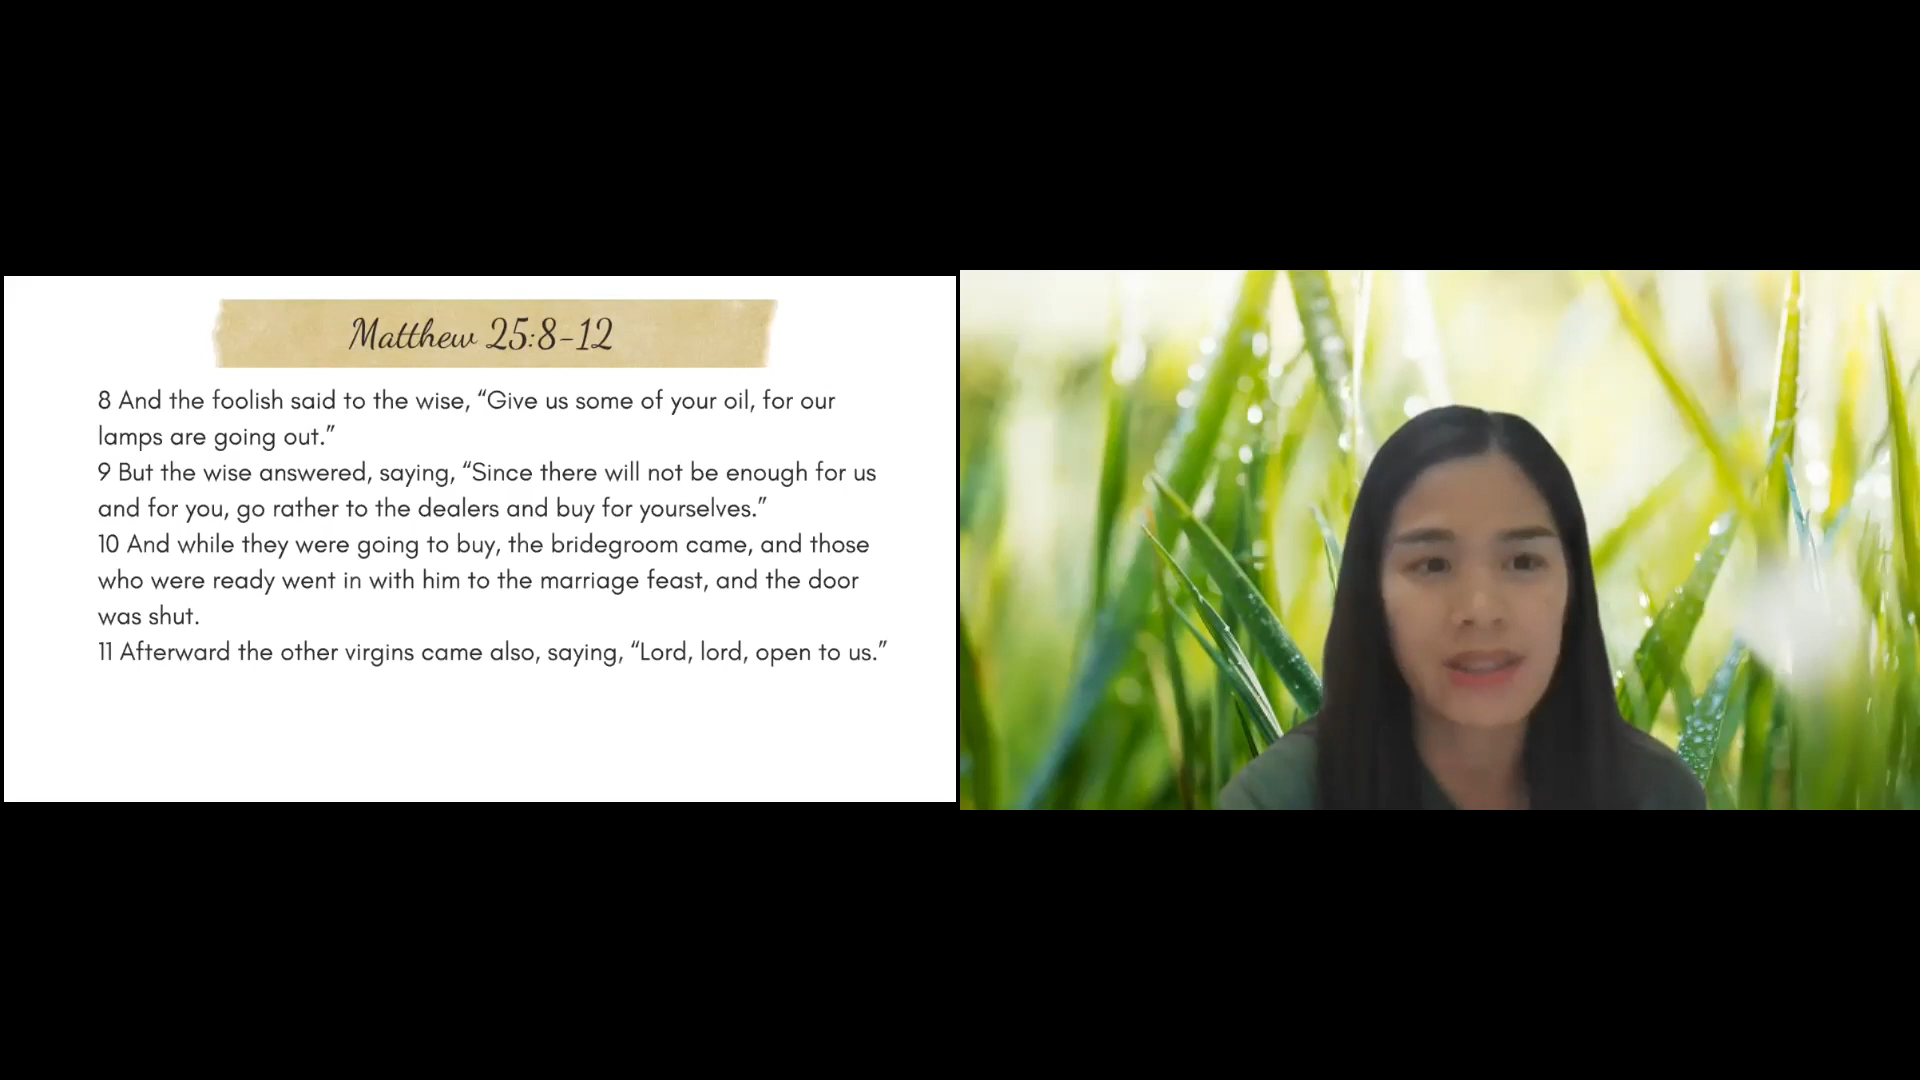 Matthew 25:8-12
8 And the foolish said to the wise, “Give us some of your oil, for our
lamps are going out.”
9 But the wise answered, saying, “Since there will not be enough for us
and for you, go rather to the dealers and buy for yourselves.”
10 And while they were going to buy, the bridegroom came, and those
who were ready went in with him to the marriage feast, and the door
was shut.
11 Afterward the other virgins came also, saying, “Lord, lord, open to us.”